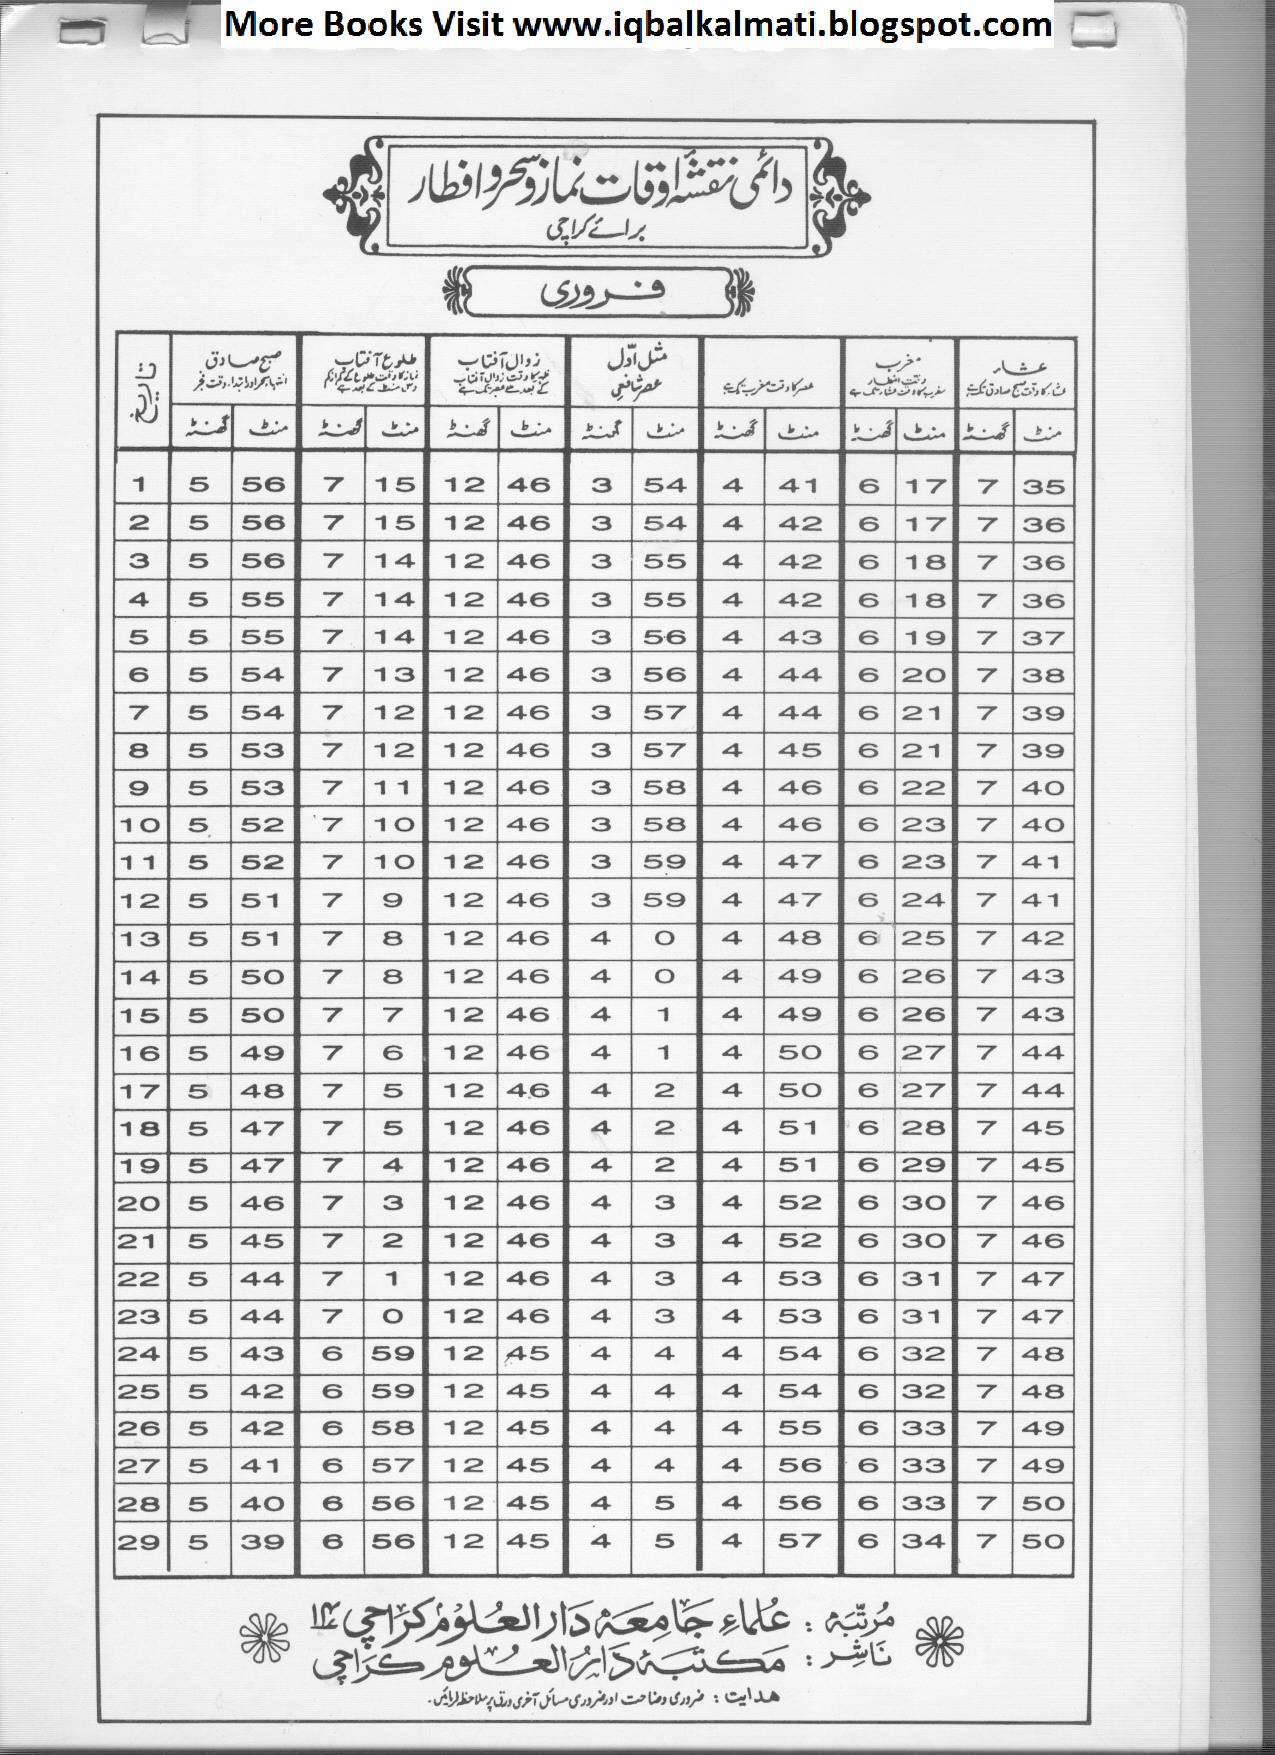 More Books Visit www.iqbalkalmati.blogspot.com
دائمی نقشۂ اوقات نماز و سحر و افطار
برائے کراچی
فروری
تاریخ صبح صادق طلوع آفتاب زوال آفتاب مثل اوّل عصر شافعی مغرب عشاء
انتہا سحر و ابتداء وقت فجر عصر کا وقت مغرب تک ہے عشاء کا وقت صبح صادق تک ہے
گھنٹہ منٹ گھنٹہ منٹ گھنٹہ منٹ گھنٹہ منٹ گھنٹہ منٹ گھنٹہ منٹ گھنٹہ منٹ
1 5 56 7 15 12 46 3 54 4 41 6 17 7 35
2 5 56 7 15 12 46 3 54 4 42 6 17 7 36
3 5 56 7 14 12 46 3 55 4 42 6 18 7 36
4 5 55 7 14 12 46 3 55 4 42 6 18 7 36
5 5 55 7 14 12 46 3 56 4 43 6 19 7 37
6 5 54 7 13 12 46 3 56 4 44 6 20 7 38
7 5 54 7 12 12 46 3 57 4 44 6 21 7 39
8 5 53 7 12 12 46 3 57 4 45 6 21 7 39
9 5 53 7 11 12 46 3 58 4 46 6 22 7 40
10 5 52 7 10 12 46 3 58 4 46 6 23 7 40
11 5 52 7 10 12 46 3 59 4 47 6 23 7 41
12 5 51 7 9 12 46 3 59 4 47 6 24 7 41
13 5 51 7 8 12 46 4 0 4 48 6 25 7 42
14 5 50 7 8 12 46 4 0 4 49 6 26 7 43
15 5 50 7 7 12 46 4 1 4 49 6 26 7 43
16 5 49 7 6 12 46 4 1 4 50 6 27 7 44
17 5 48 7 5 12 46 4 2 4 50 6 27 7 44
18 5 47 7 5 12 46 4 2 4 51 6 28 7 45
19 5 47 7 4 12 46 4 2 4 51 6 29 7 45
20 5 46 7 3 12 46 4 3 4 52 6 30 7 46
21 5 45 7 2 12 46 4 3 4 52 6 30 7 46
22 5 44 7 1 12 46 4 3 4 53 6 31 7 47
23 5 44 7 0 12 46 4 3 4 53 6 31 7 47
24 5 43 6 59 12 45 4 4 4 54 6 32 7 48
25 5 42 6 59 12 45 4 4 4 54 6 32 7 48
26 5 42 6 58 12 45 4 4 4 55 6 33 7 49
27 5 41 6 57 12 45 4 4 4 56 6 33 7 49
28 5 40 6 56 12 45 4 5 4 56 6 33 7 50
29 5 39 6 56 12 45 4 5 4 57 6 34 7 50
مُرتّبہ : عُلماءِ جَامعَہ دَارالعُلوُم کرَاچی ۱۴
نَاشِر : مَکتبَہ دَارُالعُلوم کَرَاچی
ھدایت : ضروری وضاحت اور ضروری مسائل آخری ورق پر ملاحظہ فرمائیں۔